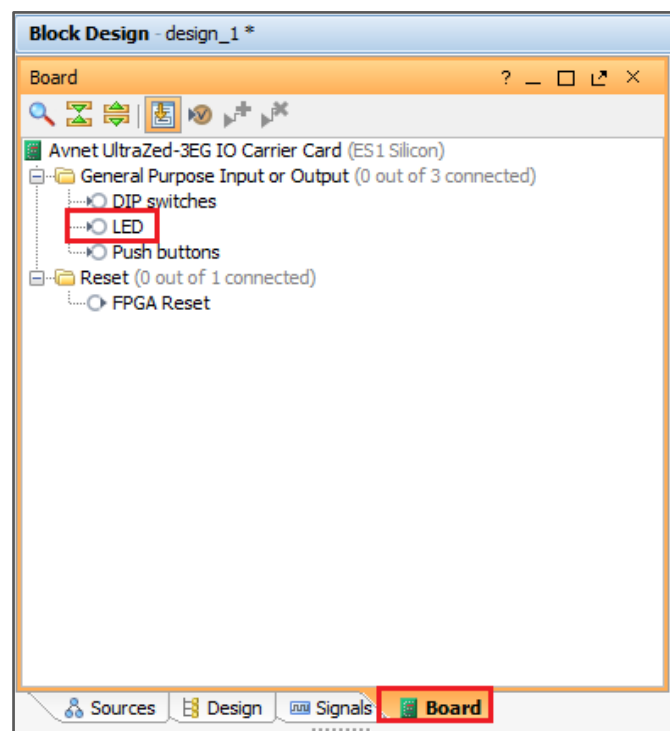 Block Design - design_1 *
Board ?
Avnet UltraZed-3EG IO Carrier Card (ES1 Silicon)
General Purpose Input or Output (0 out of 3 connected)
DIP switches
LED
Push buttons
Reset (0 out of 1 connected)
FPGA Reset
Sources Design Signals Board